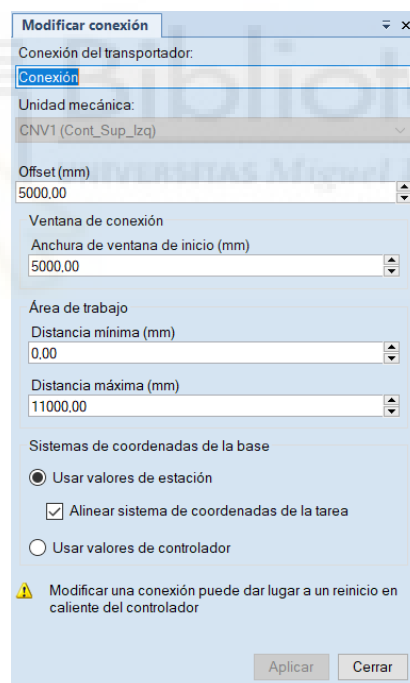 Modificar conexión
Conexión del transportador:
Conexión
Unidad mecánica:
CNV1 (Cont_Sup_Izq)
Offset (mm)
5000,00
Ventana de conexión
Anchura de ventana de inicio (mm)
5000,00
Área de trabajo
Distancia mínima (mm)
0,00
Distancia máxima (mm)
11000,00
Sistemas de coordenadas de la base
Usar valores de estación
Alinear sistema de coordenadas de la tarea
Usar valores de controlador
Modificar una conexión puede dar lugar a un reinicio en
caliente del controlador
Aplicar Cerrar